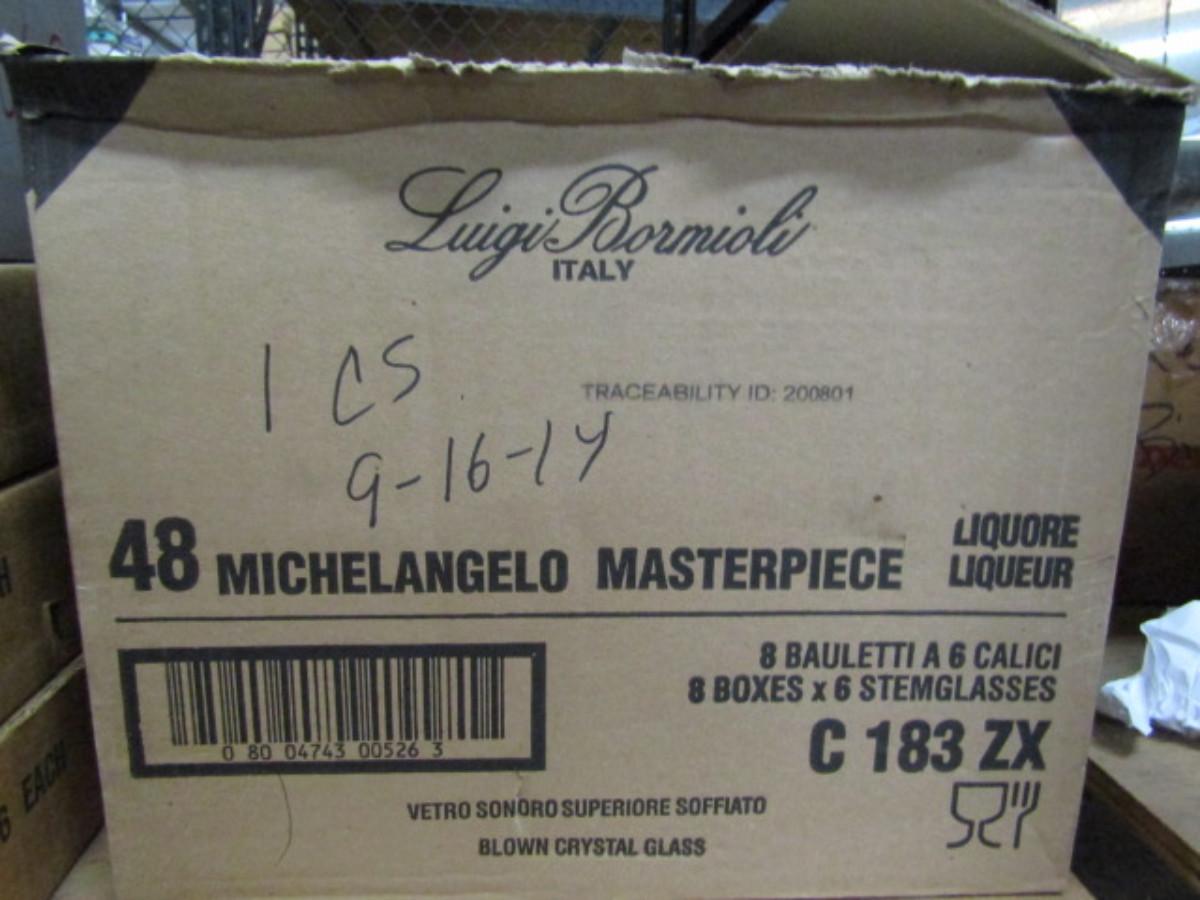 Luigi Bormioli
ITALY
1 CS
TRACEABILITY ID: 200801
9-16-14
48 MICHELANGELO MASTERPIECE
LIQUORE
LIQUEUR
8 BAULETTI A 6 CALICI
8 BOXES x 6 STEMGLASSES
C 183 ZX
0 80 04743 00526 3
VETRO SONORO SUPERIORE SOFFIATO
BLOWN CRYSTAL GLASS
6 EACH